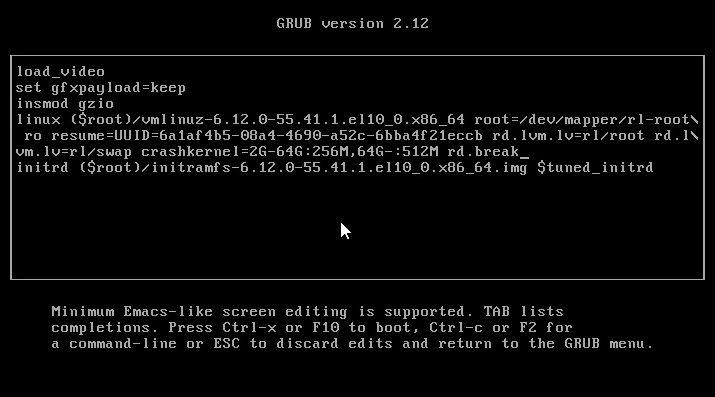 GRUB version 2.12
load_video
set gfxpayload=keep
insmod gzio
linux ($root)/vmlinuz-6.12.0-55.41.1.el10_0.x86_64 root=/dev/mapper/rl-root\
 ro resume=UUID=6a1af4b5-08a4-4690-a52c-6bba4f21eccb rd.lvm.lv=rl/root rd.l\
vm.lv=rl/swap crashkernel=2G-64G:256M,64G-:512M rd.break_
initrd ($root)/initramfs-6.12.0-55.41.1.el10_0.x86_64.img $tuned_initrd
Minimum Emacs-like screen editing is supported. TAB lists
completions. Press Ctrl-x or F10 to boot, Ctrl-c or F2 for
a command-line or ESC to discard edits and return to the GRUB menu.